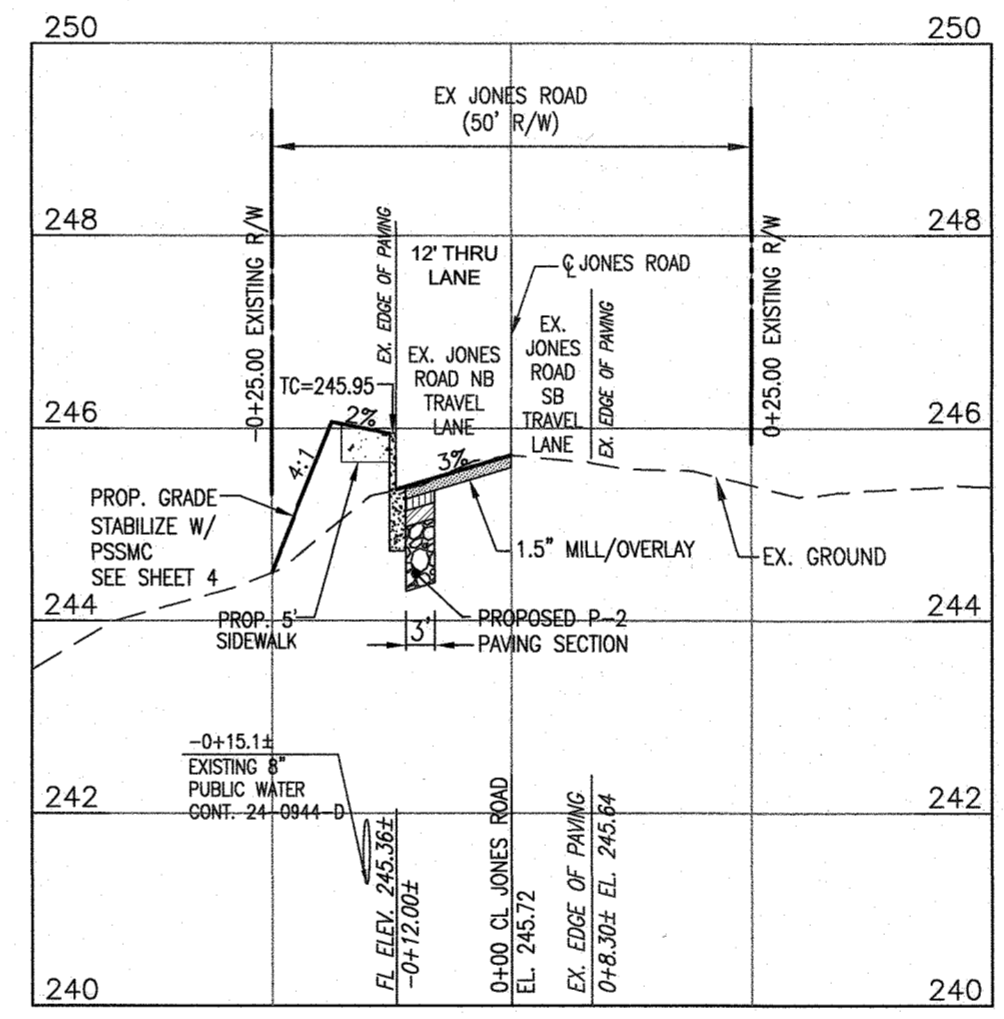 250
250
EX JONES ROAD
(50' R/W)
248
248
-0+25.00 EXISTING R/W
EX. EDGE OF PAVING
12' THRU
LANE
℄ JONES ROAD
0+25.00 EXISTING R/W
EX. JONES
ROAD NB
TRAVEL
LANE
EX.
JONES
ROAD
SB
TRAVEL
LANE
EX. EDGE OF PAVING
TC=245.95
246
246
2%
4:1
3%
PROP. GRADE
STABILIZE W/
PSSMC
SEE SHEET 4
1.5" MILL/OVERLAY
EX. GROUND
244
244
PROP. 5'
SIDEWALK
3'
PROPOSED P-2
PAVING SECTION
-0+15.1±
EXISTING 8"
PUBLIC WATER
CONT. 24-0944-D
242
242
FL ELEV. 245.36±
-0+12.00±
0+00 CL JONES ROAD
EL. 245.72
EX. EDGE OF PAVING
0+8.30± EL. 245.64
240
240